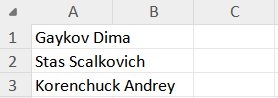 A B C
1 Gaykov Dima
2 Stas Scalkovich
3 Korenchuck Andrey